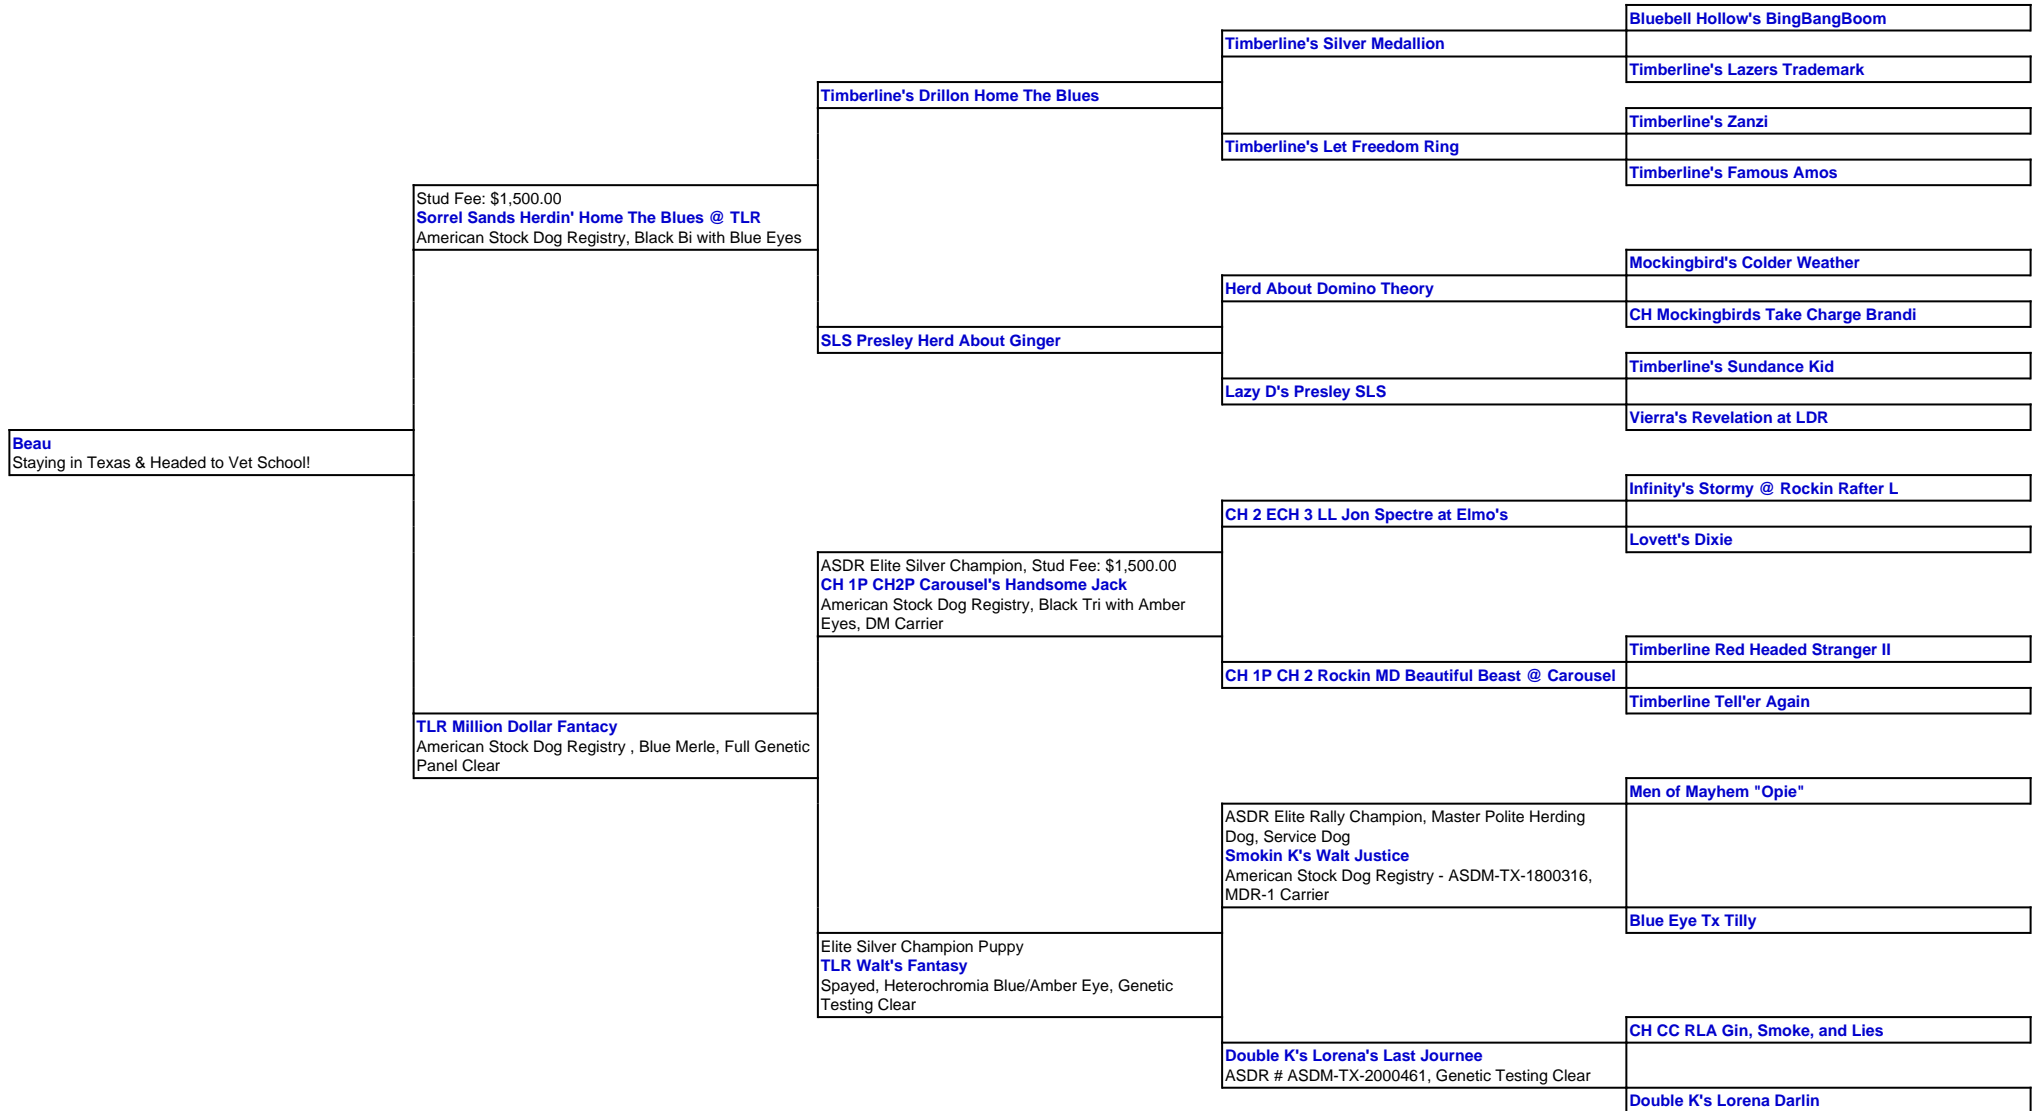 Bluebell Hollow's BingBangBoom
Timberline's Silver Medallion
Timberline's Lazers Trademark
Timberline's Drillon Home The Blues
Timberline's Zanzi
Timberline's Let Freedom Ring
Timberline's Famous Amos
Stud Fee: $1,500.00
Sorrel Sands Herdin' Home The Blues @ TLR
American Stock Dog Registry, Black Bi with Blue Eyes
Mockingbird's Colder Weather
Herd About Domino Theory
CH Mockingbirds Take Charge Brandi
SLS Presley Herd About Ginger
Timberline's Sundance Kid
Lazy D's Presley SLS
Vierra's Revelation at LDR
Beau
Staying in Texas & Headed to Vet School!
Infinity's Stormy @ Rockin Rafter L
CH 2 ECH 3 LL Jon Spectre at Elmo's
Lovett's Dixie
ASDR Elite Silver Champion, Stud Fee: $1,500.00
CH 1P CH2P Carousel's Handsome Jack
American Stock Dog Registry, Black Tri with Amber
Eyes, DM Carrier
Timberline Red Headed Stranger II
CH 1P CH 2 Rockin MD Beautiful Beast @ Carousel
Timberline Tell'er Again
TLR Million Dollar Fantacy
American Stock Dog Registry , Blue Merle, Full Genetic
Panel Clear
Men of Mayhem "Opie"
ASDR Elite Rally Champion, Master Polite Herding
Dog, Service Dog
Smokin K's Walt Justice
American Stock Dog Registry - ASDM-TX-1800316,
MDR-1 Carrier
Blue Eye Tx Tilly
Elite Silver Champion Puppy
TLR Walt's Fantasy
Spayed, Heterochromia Blue/Amber Eye, Genetic
Testing Clear
CH CC RLA Gin, Smoke, and Lies
Double K's Lorena's Last Journee
ASDR # ASDM-TX-2000461, Genetic Testing Clear
Double K's Lorena Darlin